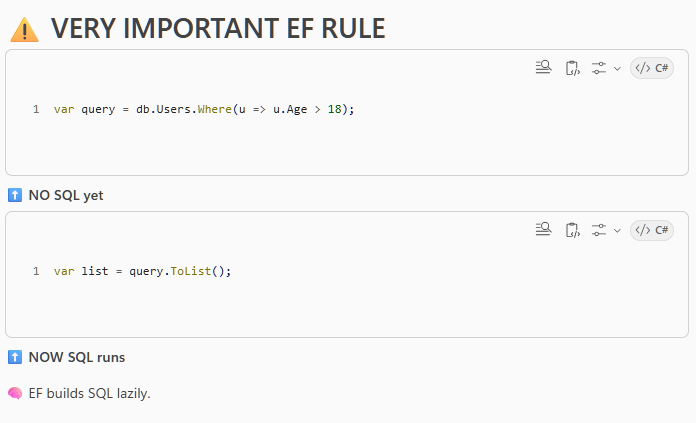 ⚠️ VERY IMPORTANT EF RULE
</> C#
1 var query = db.Users.Where(u => u.Age > 18);
⬆️ NO SQL yet
</> C#
1 var list = query.ToList();
⬆️ NOW SQL runs
🧠 EF builds SQL lazily.